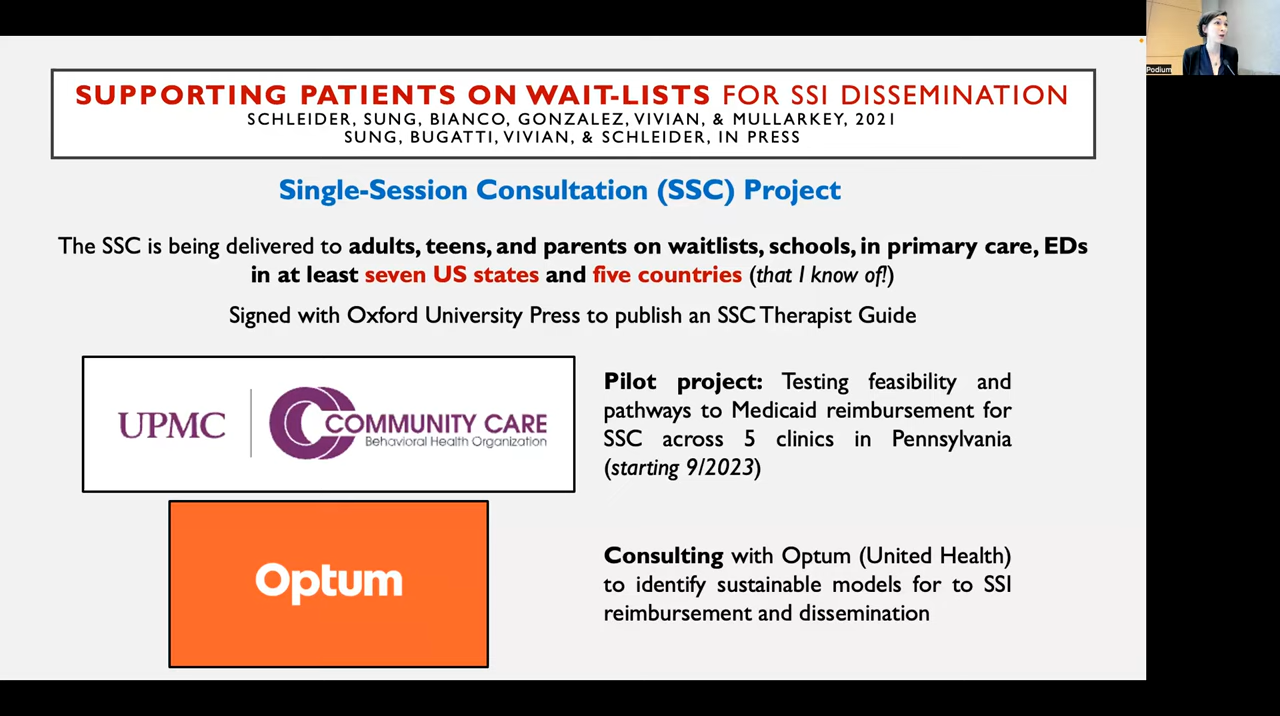 SUPPORTING PATIENTS ON WAIT-LISTS FOR SSI DISSEMINATION
SCHLEIDER, SUNG, BIANCO, GONZALEZ, VIVIAN, & MULLARKEY, 2021
SUNG, BUGATTI, VIVIAN, & SCHLEIDER, IN PRESS
Single-Session Consultation (SSC) Project
The SSC is being delivered to adults, teens, and parents on waitlists, schools, in primary care, EDs
in at least seven US states and five countries (that I know of!)
Signed with Oxford University Press to publish an SSC Therapist Guide
UPMC
COMMUNITY CARE
Behavioral Health Organization
Pilot project: Testing feasibility and
pathways to Medicaid reimbursement for
SSC across 5 clinics in Pennsylvania
(starting 9/2023)
Optum
Consulting with Optum (United Health)
to identify sustainable models for to SSI
reimbursement and dissemination
Podium